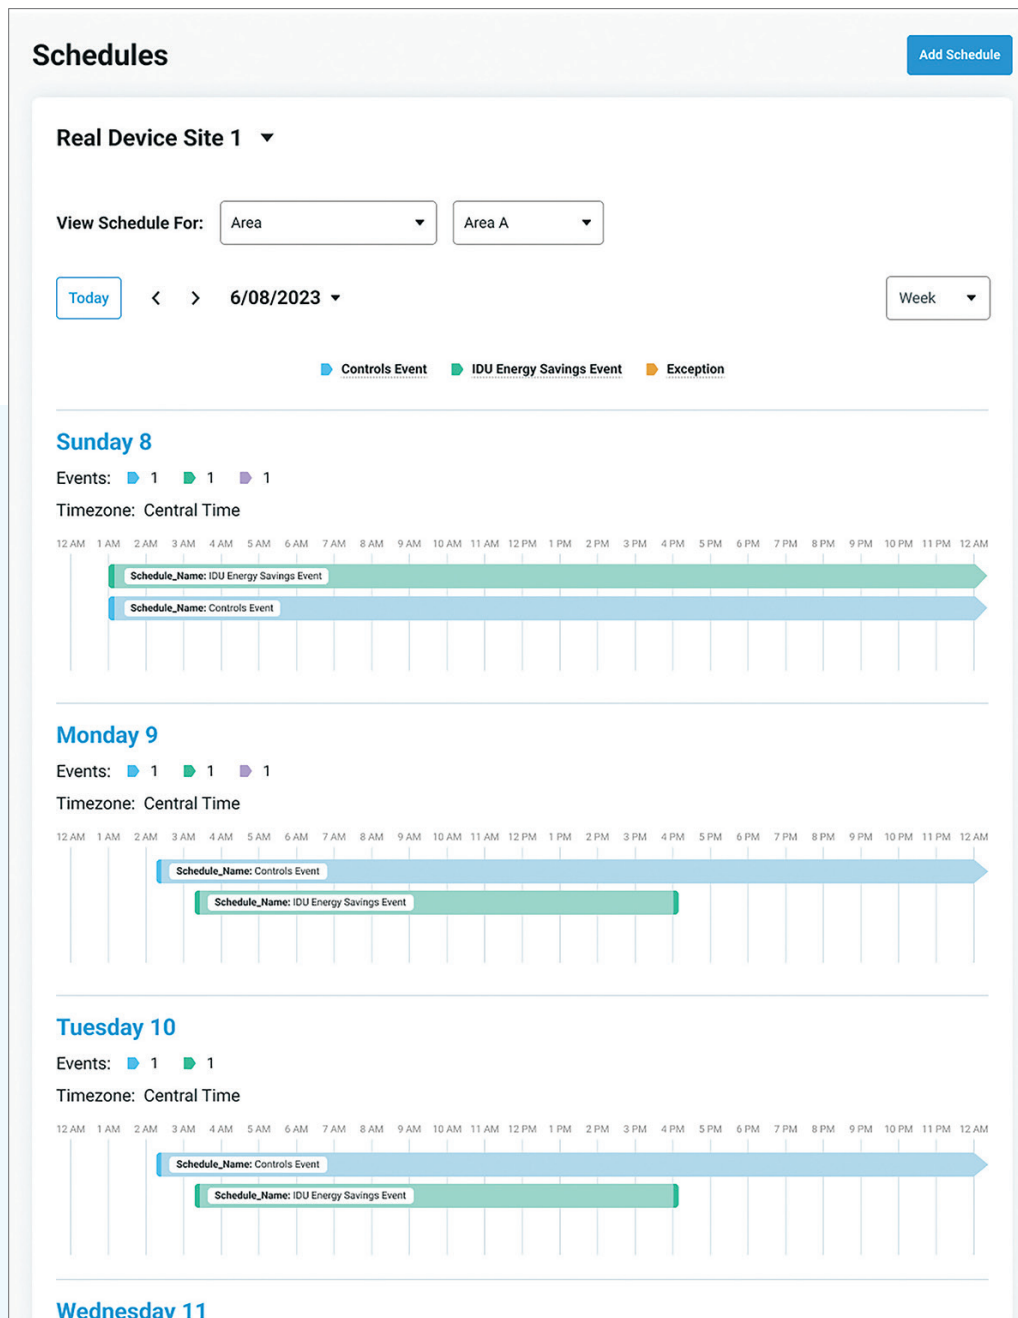 Schedules
Add Schedule
Real Device Site 1
View Schedule For: Area Area A
Today 6/08/2023 Week
Controls Event IDU Energy Savings Event Exception
Sunday 8
Events: 1 1 1
Timezone: Central Time
12 AM 1 AM 2 AM 3 AM 4 AM 5 AM 6 AM 7 AM 8 AM 9 AM 10 AM 11 AM 12 PM 1 PM 2 PM 3 PM 4 PM 5 PM 6 PM 7 PM 8 PM 9 PM 10 PM 11 PM 12 AM
Schedule_Name: IDU Energy Savings Event
Schedule_Name: Controls Event
Monday 9
Events: 1 1 1
Timezone: Central Time
12 AM 1 AM 2 AM 3 AM 4 AM 5 AM 6 AM 7 AM 8 AM 9 AM 10 AM 11 AM 12 PM 1 PM 2 PM 3 PM 4 PM 5 PM 6 PM 7 PM 8 PM 9 PM 10 PM 11 PM 12 AM
Schedule_Name: Controls Event
Schedule_Name: IDU Energy Savings Event
Tuesday 10
Events: 1 1
Timezone: Central Time
12 AM 1 AM 2 AM 3 AM 4 AM 5 AM 6 AM 7 AM 8 AM 9 AM 10 AM 11 AM 12 PM 1 PM 2 PM 3 PM 4 PM 5 PM 6 PM 7 PM 8 PM 9 PM 10 PM 11 PM 12 AM
Schedule_Name: Controls Event
Schedule_Name: IDU Energy Savings Event
Wednesday 11